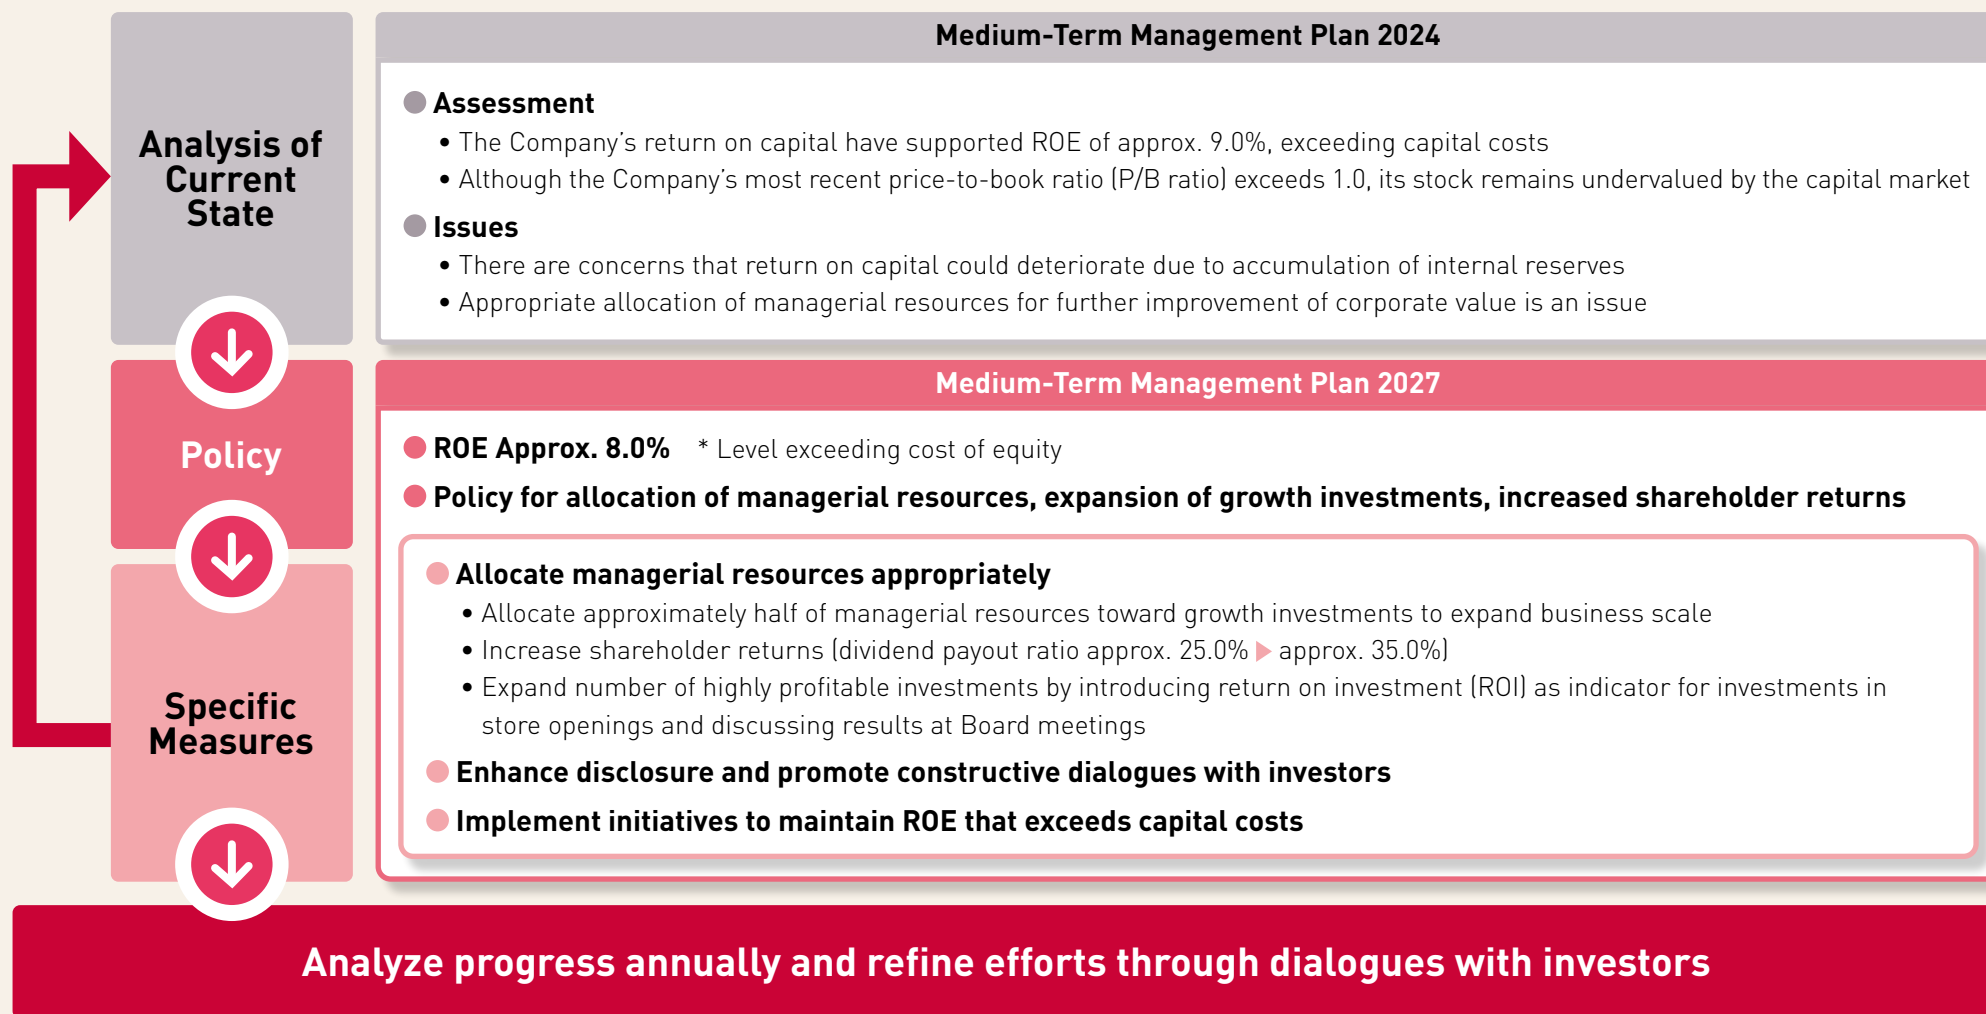 Analysis of
Current
State
Medium-Term Management Plan 2024
Assessment
• The Company’s return on capital have supported ROE of approx. 9.0%, exceeding capital costs
• Although the Company’s most recent price-to-book ratio (P/B ratio) exceeds 1.0, its stock remains undervalued by the capital market
Issues
• There are concerns that return on capital could deteriorate due to accumulation of internal reserves
• Appropriate allocation of managerial resources for further improvement of corporate value is an issue
Policy
Medium-Term Management Plan 2027
ROE Approx. 8.0% * Level exceeding cost of equity
Policy for allocation of managerial resources, expansion of growth investments, increased shareholder returns
Specific
Measures
Allocate managerial resources appropriately
• Allocate approximately half of managerial resources toward growth investments to expand business scale
• Increase shareholder returns (dividend payout ratio approx. 25.0% ▶ approx. 35.0%)
• Expand number of highly profitable investments by introducing return on investment (ROI) as indicator for investments in
store openings and discussing results at Board meetings
Enhance disclosure and promote constructive dialogues with investors
Implement initiatives to maintain ROE that exceeds capital costs
Analyze progress annually and refine efforts through dialogues with investors